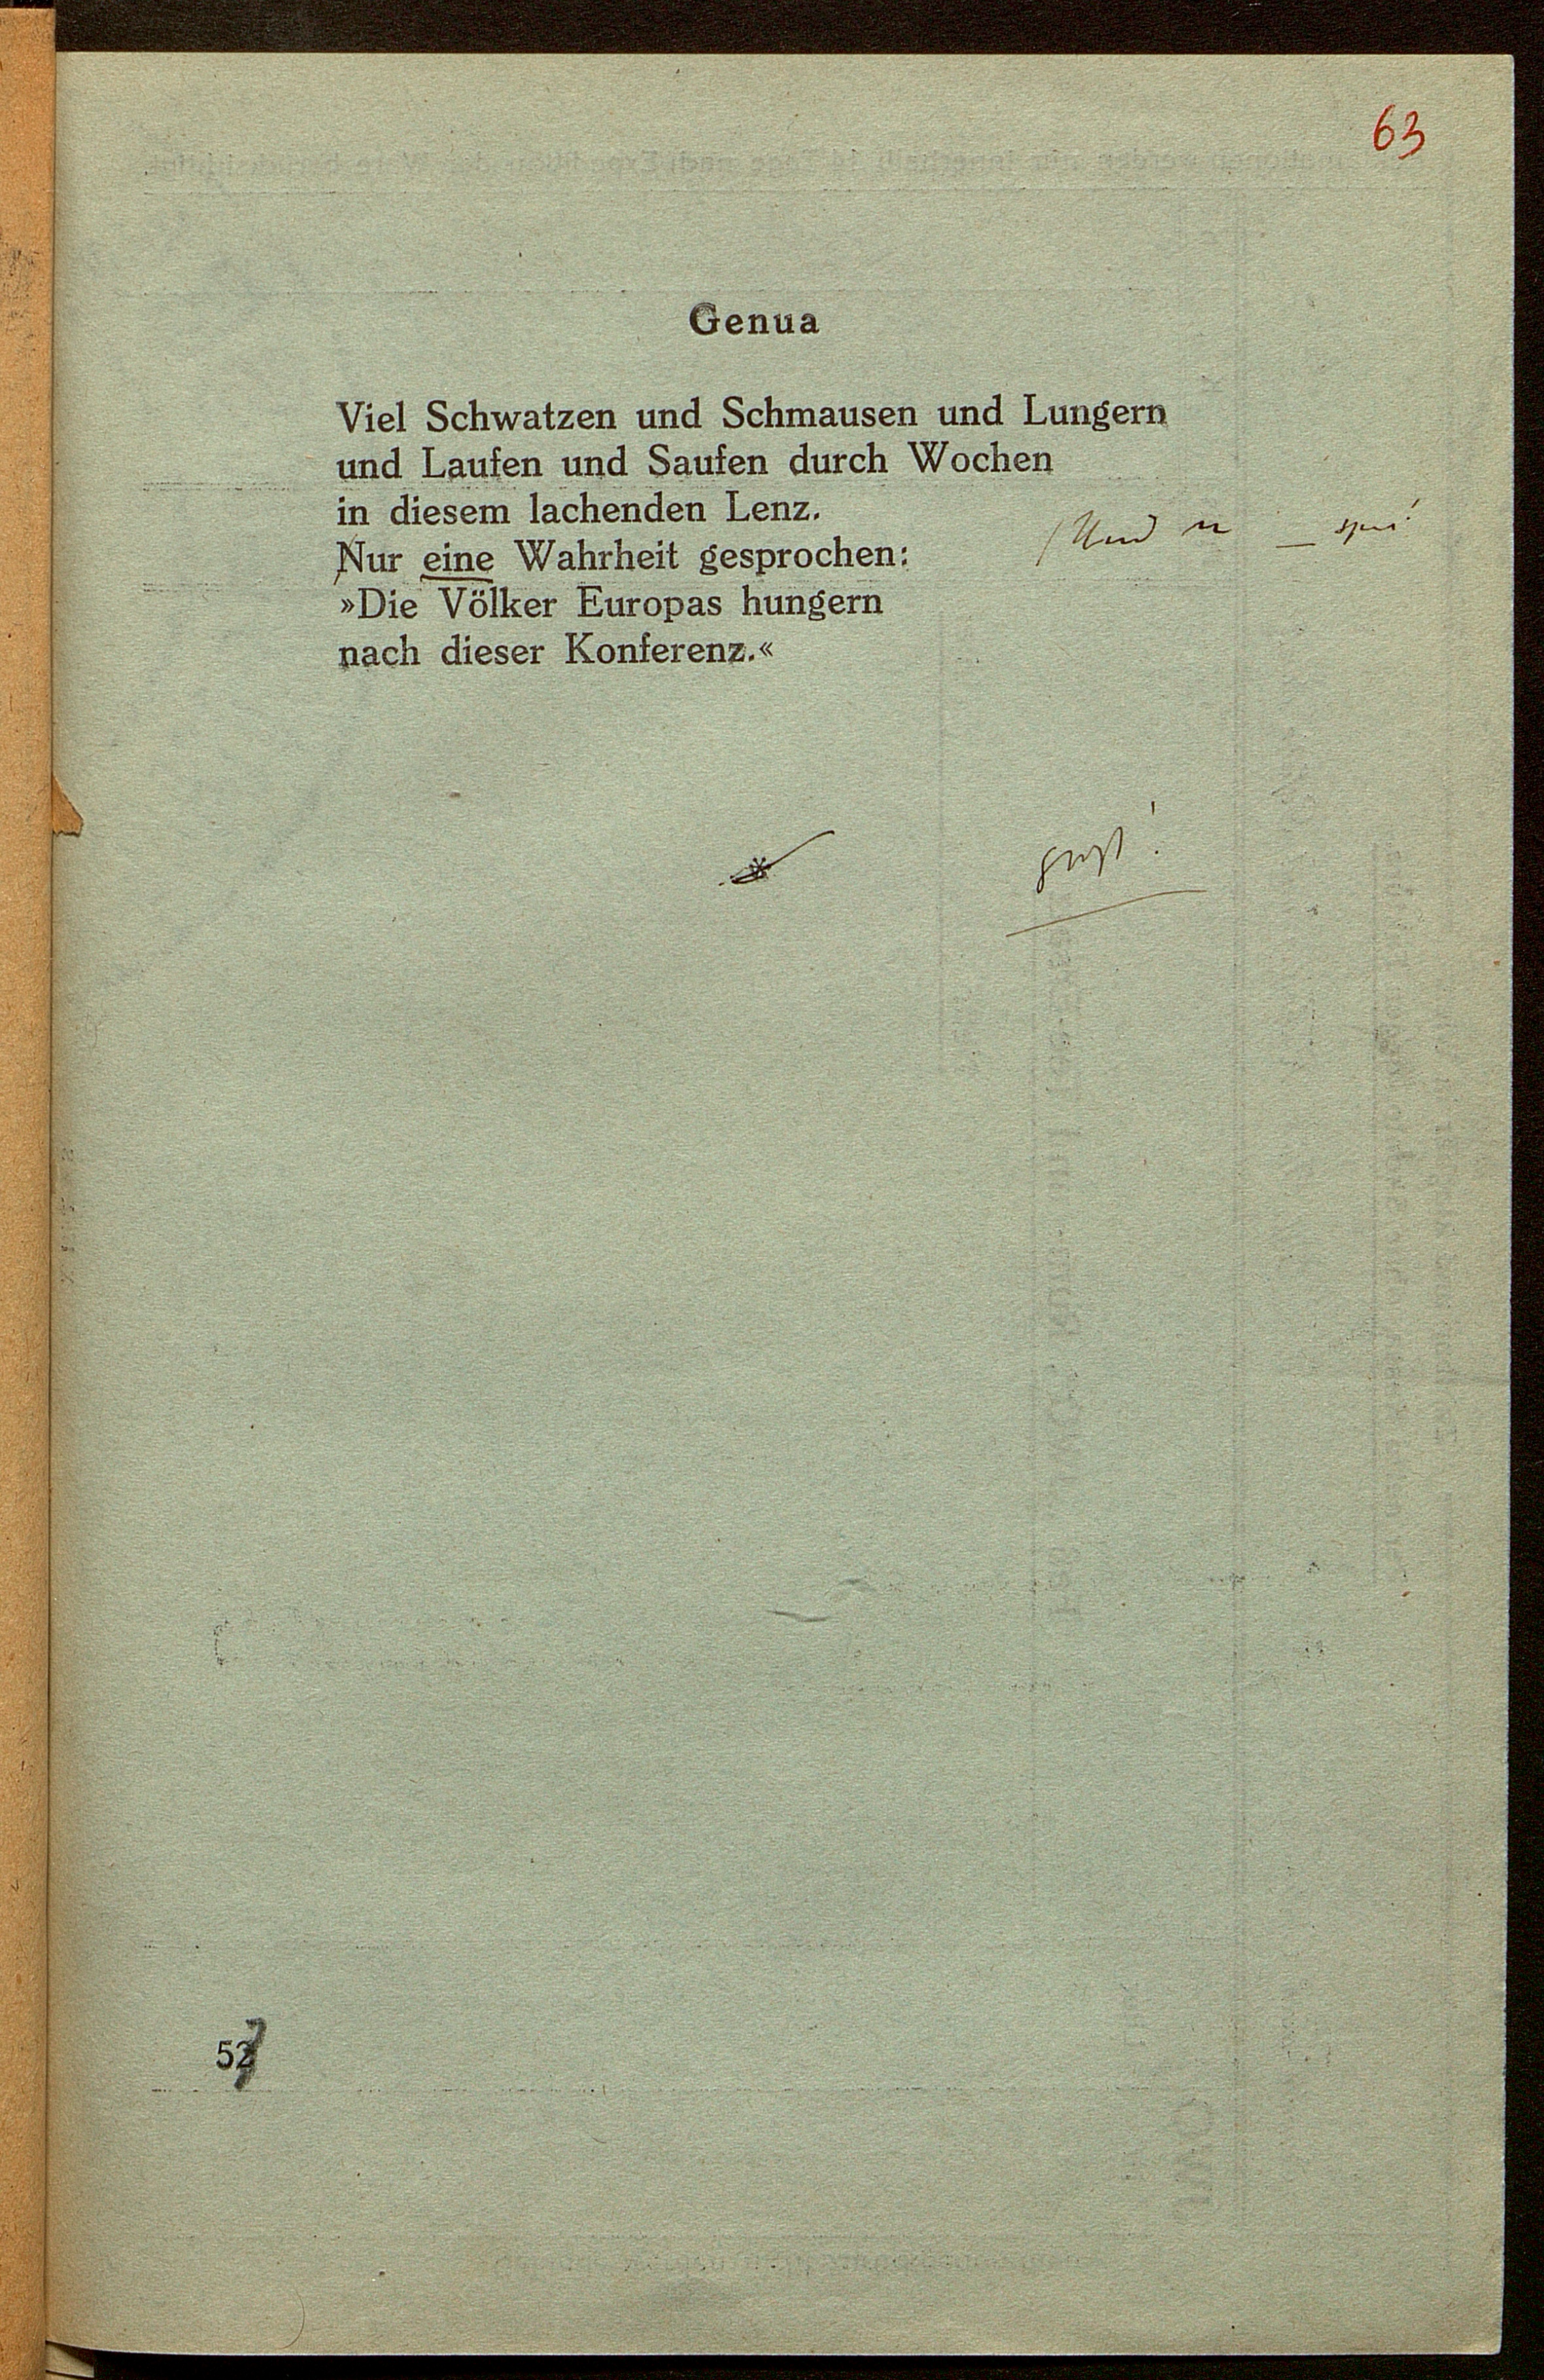 63
Genua
Viel Schwatzen und Schmausen und Lungern
und Laufen und Saufen durch Wochen
in diesem lachenden Lenz.
Nur eine Wahrheit gesprochen:
Und n
»Die Völker Europas hungern
nach dieser Konferenz.«
*
52